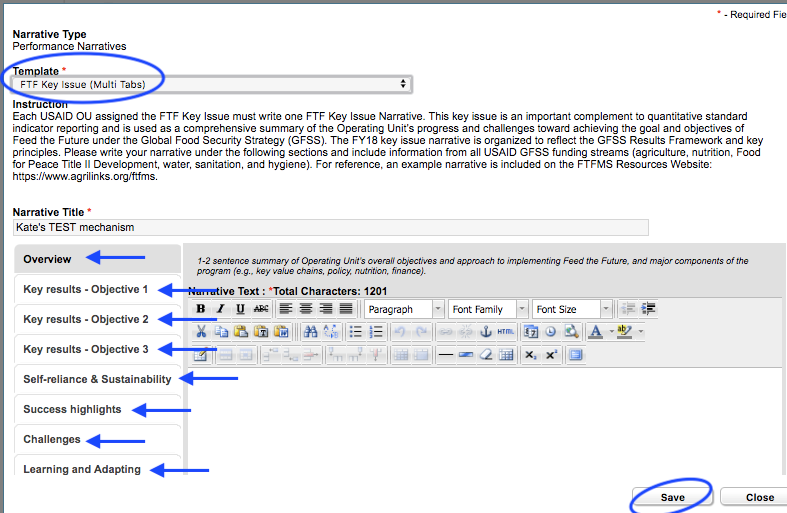 * - Required Fie
Narrative Type
Performance Narratives
Template *
FTF Key Issue (Multi Tabs)
Instruction
Each USAID OU assigned the FTF Key Issue must write one FTF Key Issue Narrative. This key issue is an important complement to quantitative standard
indicator reporting and is used as a comprehensive summary of the Operating Unit's progress and challenges toward achieving the goal and objectives of
Feed the Future under the Global Food Security Strategy (GFSS). The FY18 key issue narrative is organized to reflect the GFSS Results Framework and key
principles. Please write your narrative under the following sections and include information from all USAID GFSS funding streams (agriculture, nutrition, Food
for Peace Title II Development, water, sanitation, and hygiene). For reference, an example narrative is included on the FTFMS Resources Website:
https://www.agrilinks.org/ftfms.
Narrative Title *
Kate's TEST mechanism
Overview
Key results - Objective 1
Key results - Objective 2
Key results - Objective 3
Self-reliance & Sustainability
Success highlights
Challenges
Learning and Adapting
1-2 sentence summary of Operating Unit's overall objectives and approach to implementing Feed the Future, and major components of the
program (e.g., key value chains, policy, nutrition, finance).
Narrative Text : *Total Characters: 1201
B I U ABC Paragraph Font Family Font Size
HTML A ab
x₂ x²
Save Close